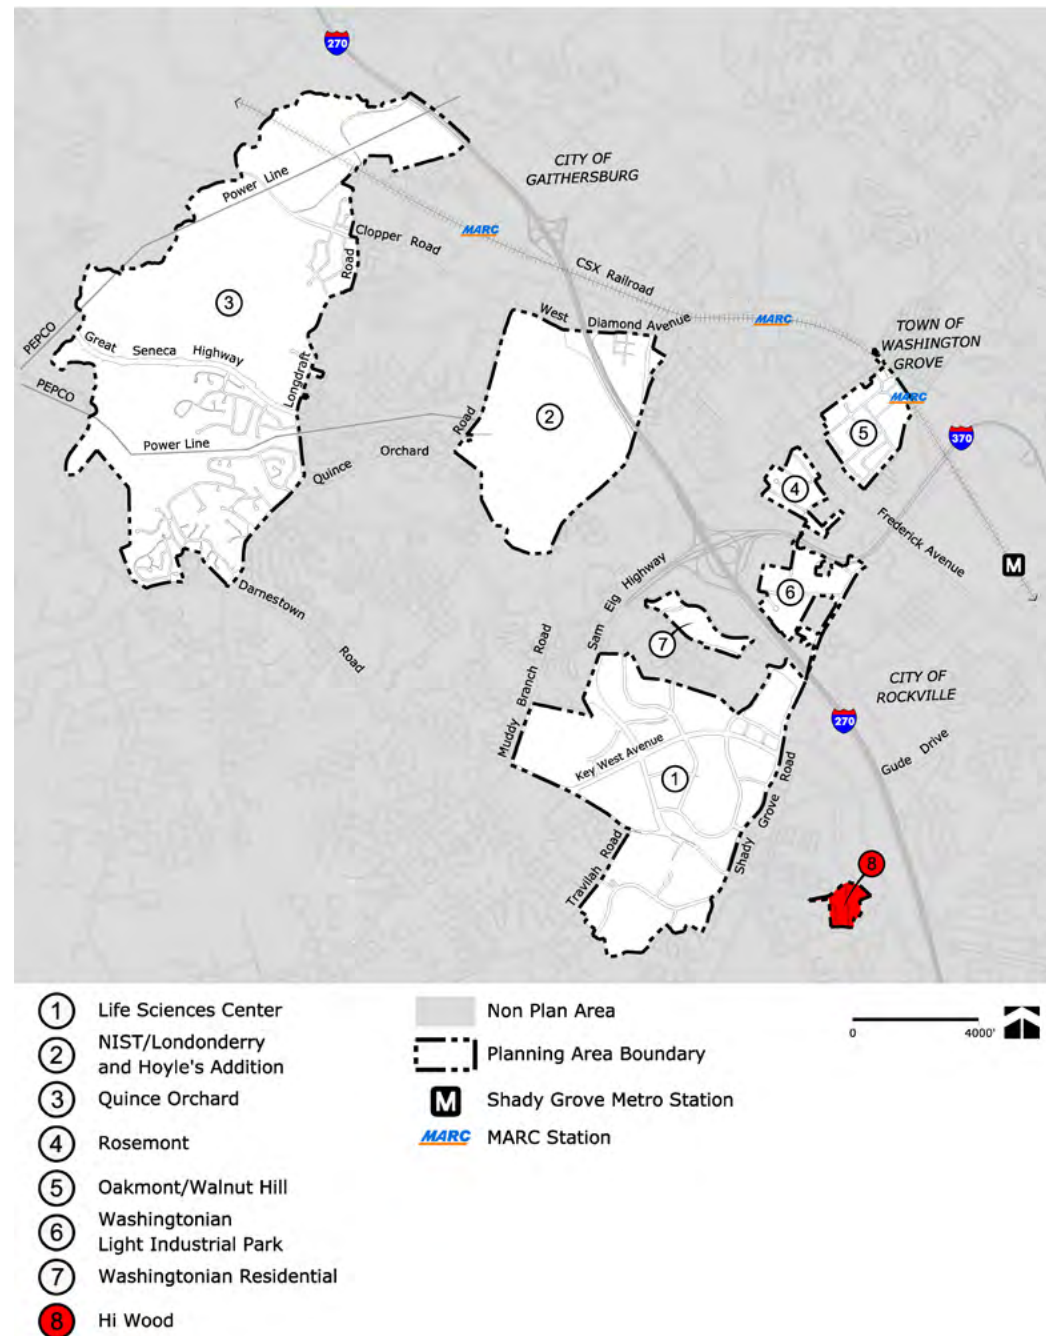 270
CITY OF
GAITHERSBURG
Power Line
Clopper Road
MARC
CSX Railroad
Road
West Diamond Avenue
MARC
TOWN OF
WASHINGTON
GROVE
MARC
3
PEPCO
Great Seneca Highway
Longdraft
PEPCO
Power Line
Quince Orchard Road
2
5
370
4
Frederick Avenue
M
Darnestown
Road
Sam Eig Highway
6
7
Muddy Branch Road
CITY OF
ROCKVILLE
270
Gude Drive
Key West Avenue
1
Shady Grove Road
Travilah Road
8
1 Life Sciences Center
2 NIST/Londonderry
and Hoyle's Addition
3 Quince Orchard
4 Rosemont
5 Oakmont/Walnut Hill
6 Washingtonian
Light Industrial Park
7 Washingtonian Residential
8 Hi Wood
Non Plan Area
Planning Area Boundary
M Shady Grove Metro Station
MARC MARC Station
0 4000'